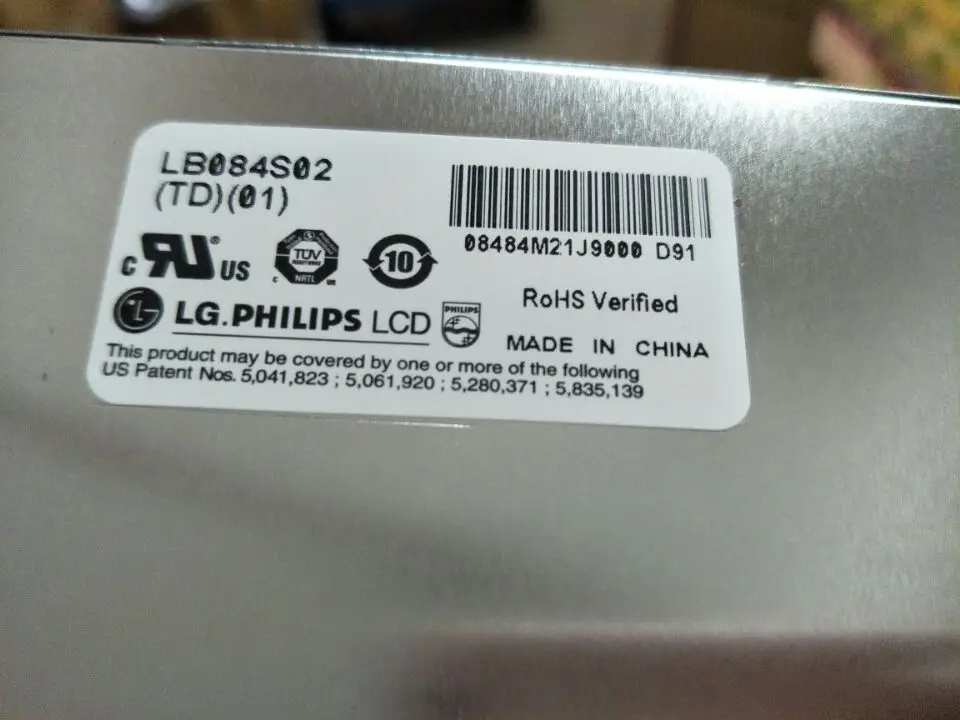 LB084S02
(TD)(01)
08484M21J9000 D91
c RU® US
TÜV
NRTL
C US
10
RoHS Verified
LG.PHILIPS LCD
PHILIPS
MADE IN CHINA
This product may be covered by one or more of the following
US Patent Nos. 5,041,823 ; 5,061,920 ; 5,280,371 ; 5,835,139